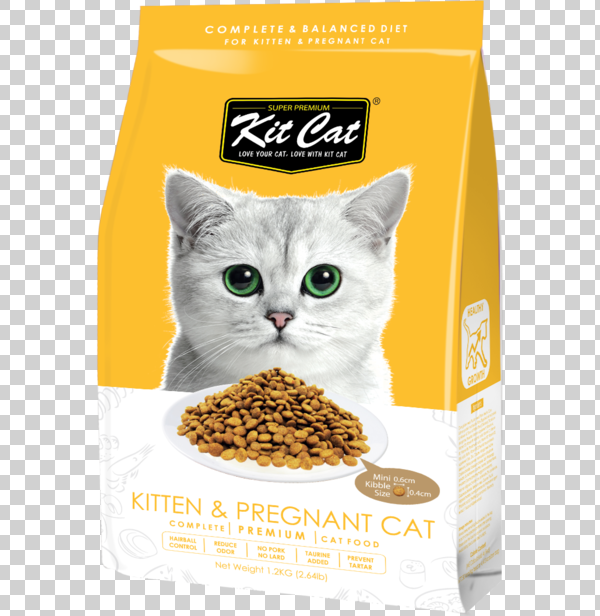 COMPLETE & BALANCED DIET
FOR KITTEN & PREGNANT CAT
SUPER PREMIUM
®
Kit Cat
LOVE YOUR CAT, LOVE WITH KIT CAT
HEALTHY
GROWTH
Mini
Kibble
Size
0.6cm
0.4cm
KITTEN & PREGNANT CAT
COMPLETE | PREMIUM | CAT FOOD
HAIRBALL CONTROL
REDUCE ODOR
NO PORK NO LARD
TAURINE ADDED
PREVENT TARTAR
Net Weight 1.2KG (2.64lb)